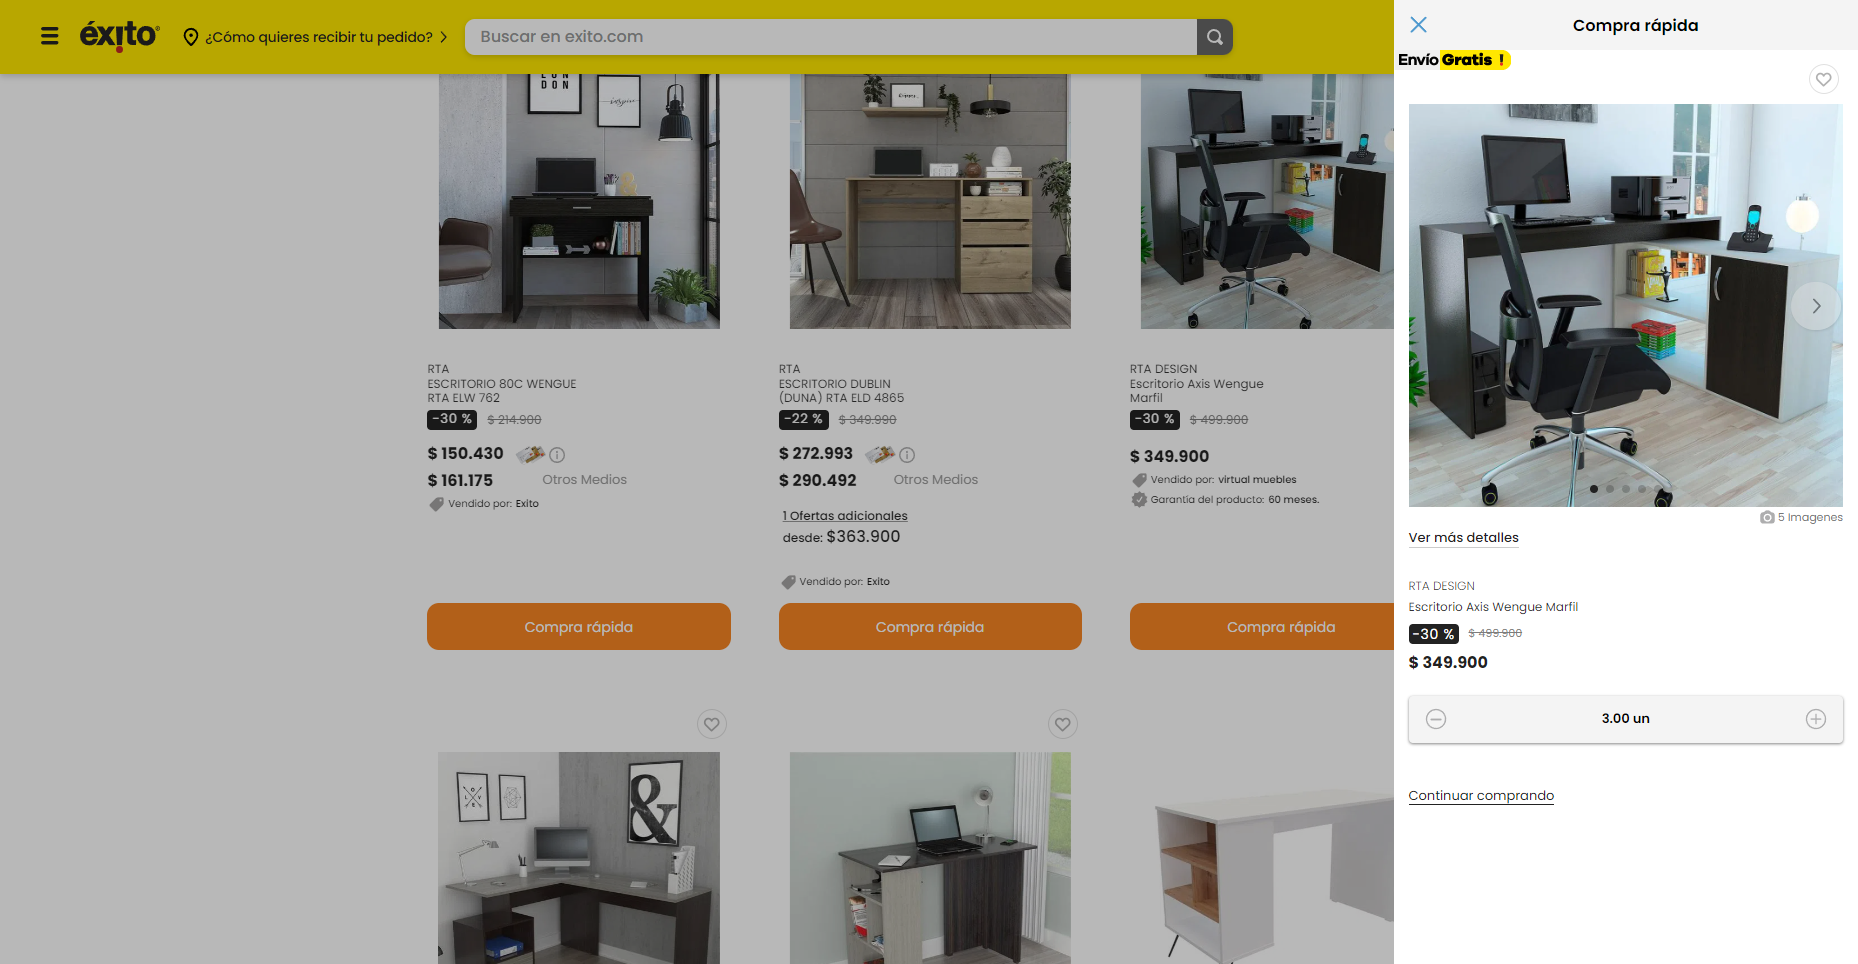 éxito
¿Cómo quieres recibir tu pedido?
Buscar en exito.com
LON
DON
inspire
RTA
ESCRITORIO 80C WENGUE
RTA ELW 762
-30 % $ 214.900
$ 150.430
$ 161.175 Otros Medios
Vendido por: Exito
Compra rápida
RTA
ESCRITORIO DUBLIN
(DUNA) RTA ELD 4865
-22 % $ 349.990
$ 272.993
$ 290.492 Otros Medios
1 Ofertas adicionales
desde: $363.900
Vendido por: Exito
Compra rápida
RTA DESIGN
Escritorio Axis Wengue
Marfil
-30 % $ 499.900
$ 349.900
Vendido por: virtual muebles
Garantía del producto: 60 meses.
Compra rápida
LO
VE
&
Compra rápida
Envío Gratis !
5 Imagenes
Ver más detalles
RTA DESIGN
Escritorio Axis Wengue Marfil
-30 % $ 499.900
$ 349.900
3.00 un
Continuar comprando